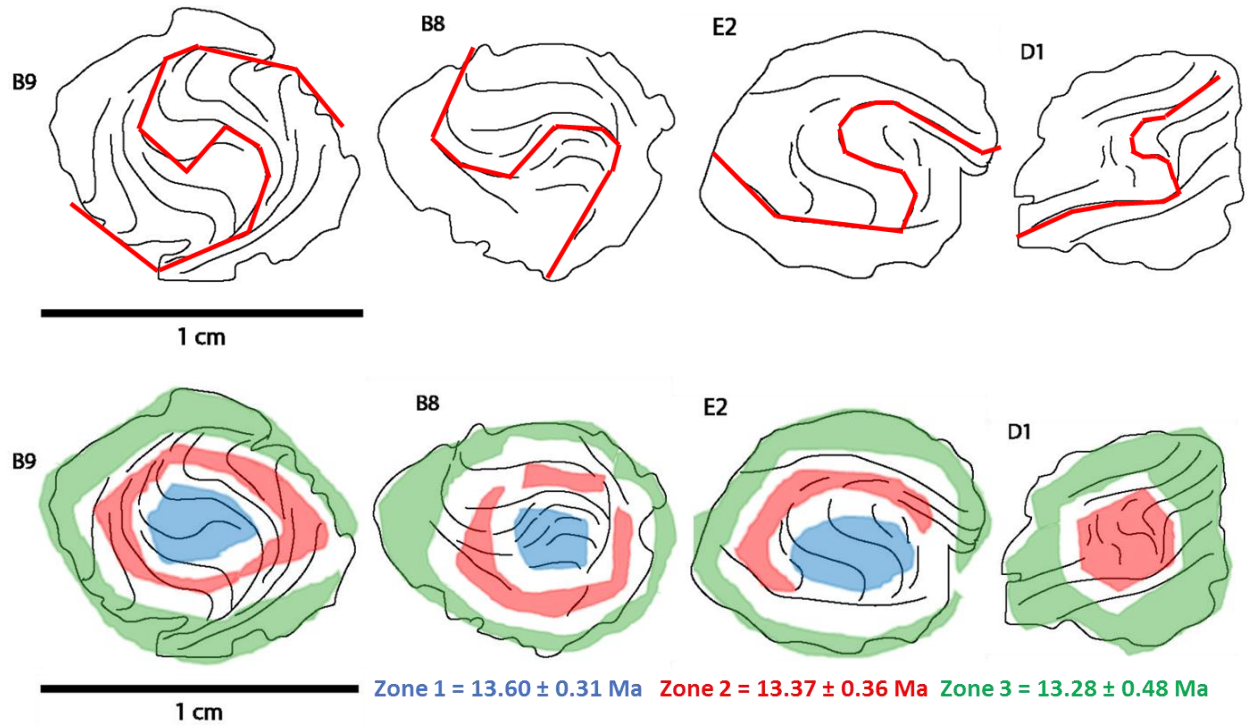 B9
B8
E2
D1
1 cm
B9
B8
E2
D1
Zone 1 = 13.60 ± 0.31 Ma Zone 2 = 13.37 ± 0.36 Ma Zone 3 = 13.28 ± 0.48 Ma
1 cm